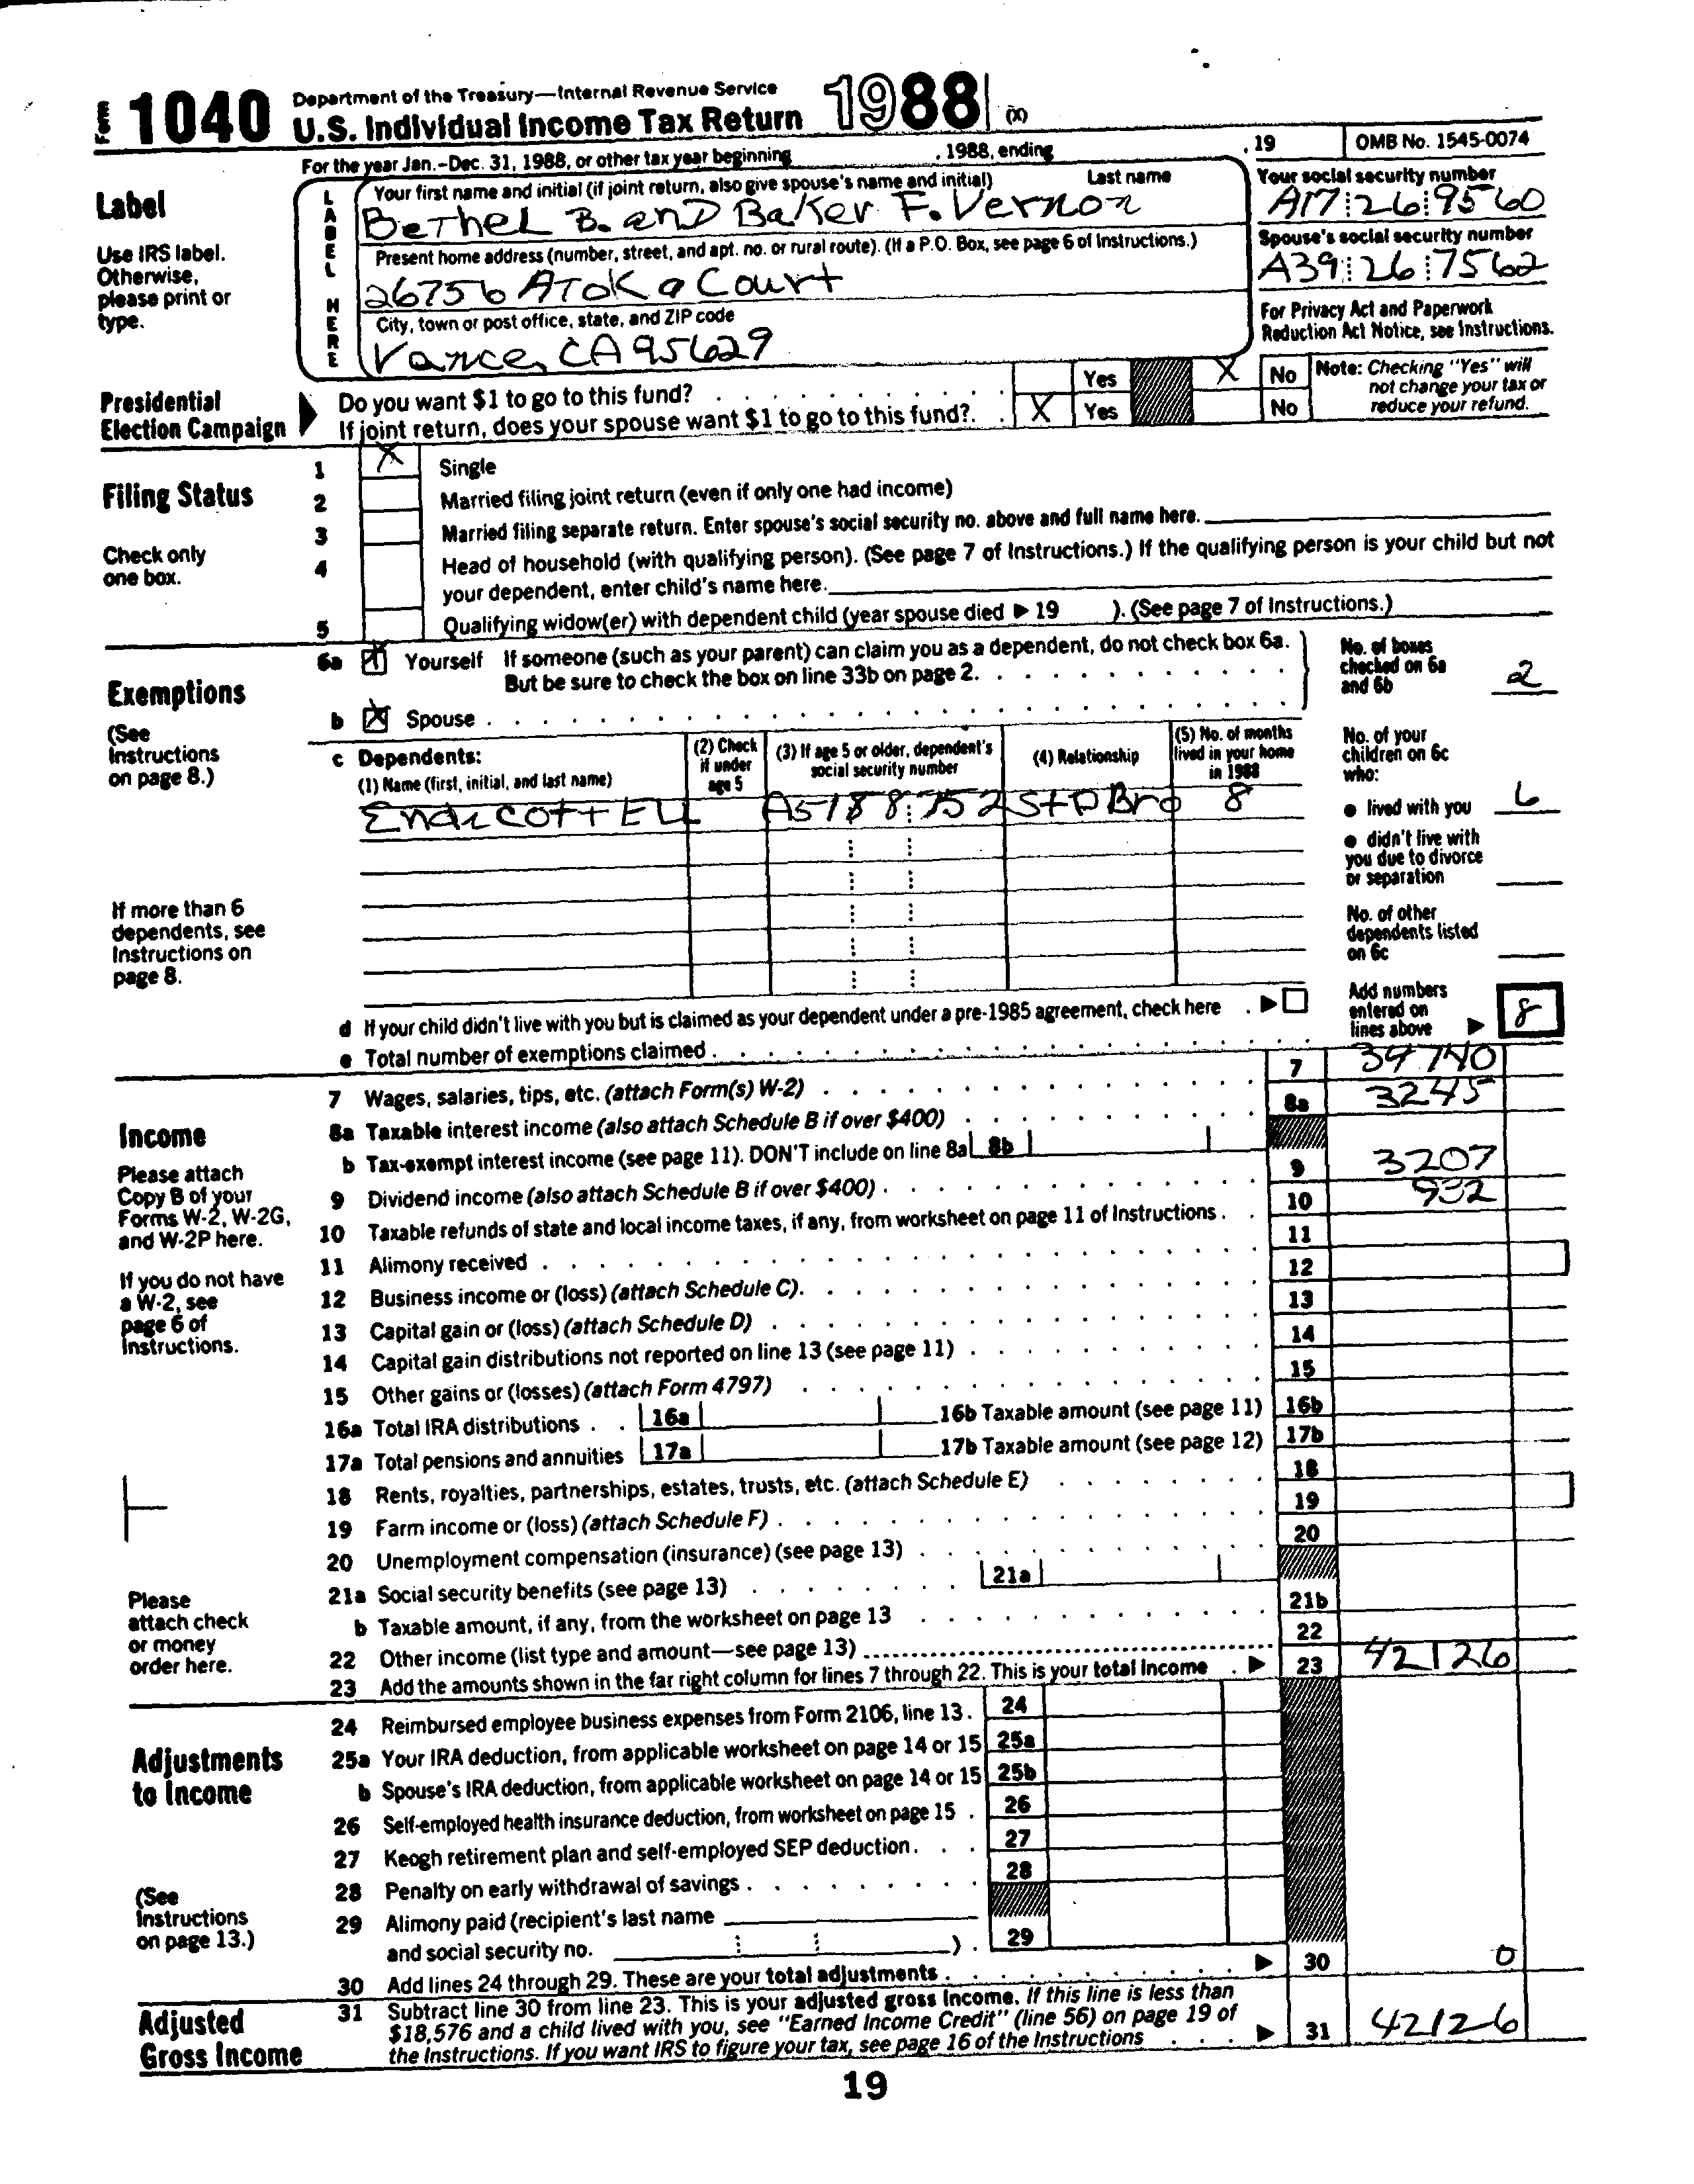 Form 1040 Department of the Treasury—Internal Revenue Service
U.S. Individual Income Tax Return 1988 (X)
For the year Jan.-Dec. 31, 1988, or other tax year beginning , 1988, ending , 19 OMB No. 1545-0074
Label
Use IRS label.
Otherwise,
please print or
type.
LABEL HERE
Your first name and initial (if joint return, also give spouse's name and initial) Last name
Bethel B. and Baker F. Vernon
Your social security number
A17 26 9560
Present home address (number, street, and apt. no. or rural route). (If a P.O. Box, see page 6 of Instructions.)
26756 Atoka Court
Spouse's social security number
A39 26 7562
City, town or post office, state, and ZIP code
Vance, CA 95629
For Privacy Act and Paperwork
Reduction Act Notice, see Instructions.
Presidential
Election Campaign
Do you want $1 to go to this fund? Yes X No
If joint return, does your spouse want $1 to go to this fund? X Yes No
Note: Checking "Yes" will
not change your tax or
reduce your refund.
Filing Status
Check only
one box.
1 X Single
2 Married filing joint return (even if only one had income)
3 Married filing separate return. Enter spouse's social security no. above and full name here.
4 Head of household (with qualifying person). (See page 7 of Instructions.) If the qualifying person is your child but not
your dependent, enter child's name here.
5 Qualifying widow(er) with dependent child (year spouse died ▶ 19 ). (See page 7 of Instructions.)
Exemptions
(See
Instructions
on page 8.)
6a X Yourself If someone (such as your parent) can claim you as a dependent, do not check box 6a.
But be sure to check the box on line 33b on page 2.
b X Spouse
No. of boxes
checked on 6a
and 6b 2
c Dependents:
(1) Name (first, initial, and last name)
(2) Check
if under
age 5
(3) If age 5 or older, dependent's
social security number
(4) Relationship
(5) No. of months
lived in your home
in 1988
Endicott Ell A5188 752 StpBro 8
No. of your
children on 6c
who:
● lived with you 6
● didn't live with
you due to divorce
or separation
No. of other
dependents listed
on 6c
If more than 6
dependents, see
Instructions on
page 8.
d If your child didn't live with you but is claimed as your dependent under a pre-1985 agreement, check here ▶
e Total number of exemptions claimed
Add numbers
entered on
lines above ▶ 8
Income
Please attach
Copy B of your
Forms W-2, W-2G,
and W-2P here.
If you do not have
a W-2, see
page 6 of
Instructions.
Please
attach check
or money
order here.
7 Wages, salaries, tips, etc. (attach Form(s) W-2) 7 34740
8a Taxable interest income (also attach Schedule B if over $400) 8a 3245
b Tax-exempt interest income (see page 11). DON'T include on line 8a 8b
9 Dividend income (also attach Schedule B if over $400) 9 3207
10 Taxable refunds of state and local income taxes, if any, from worksheet on page 11 of Instructions 10 932
11 Alimony received 11
12 Business income or (loss) (attach Schedule C) 12
13 Capital gain or (loss) (attach Schedule D) 13
14 Capital gain distributions not reported on line 13 (see page 11) 14
15 Other gains or (losses) (attach Form 4797) 15
16a Total IRA distributions 16a 16b Taxable amount (see page 11) 16b
17a Total pensions and annuities 17a 17b Taxable amount (see page 12) 17b
18 Rents, royalties, partnerships, estates, trusts, etc. (attach Schedule E) 18
19 Farm income or (loss) (attach Schedule F) 19
20 Unemployment compensation (insurance) (see page 13) 20
21a Social security benefits (see page 13) 21a
b Taxable amount, if any, from the worksheet on page 13 21b
22 Other income (list type and amount—see page 13) 22
23 Add the amounts shown in the far right column for lines 7 through 22. This is your total income ▶ 23 42126
Adjustments
to Income
(See
Instructions
on page 13.)
24 Reimbursed employee business expenses from Form 2106, line 13. 24
25a Your IRA deduction, from applicable worksheet on page 14 or 15 25a
b Spouse's IRA deduction, from applicable worksheet on page 14 or 15 25b
26 Self-employed health insurance deduction, from worksheet on page 15 26
27 Keogh retirement plan and self-employed SEP deduction 27
28 Penalty on early withdrawal of savings 28
29 Alimony paid (recipient's last name
and social security no. ). 29
30 Add lines 24 through 29. These are your total adjustments ▶ 30 0
Adjusted
Gross Income
31 Subtract line 30 from line 23. This is your adjusted gross income. If this line is less than
$18,576 and a child lived with you, see "Earned Income Credit" (line 56) on page 19 of
the Instructions. If you want IRS to figure your tax, see page 16 of the Instructions ▶ 31 42126
19